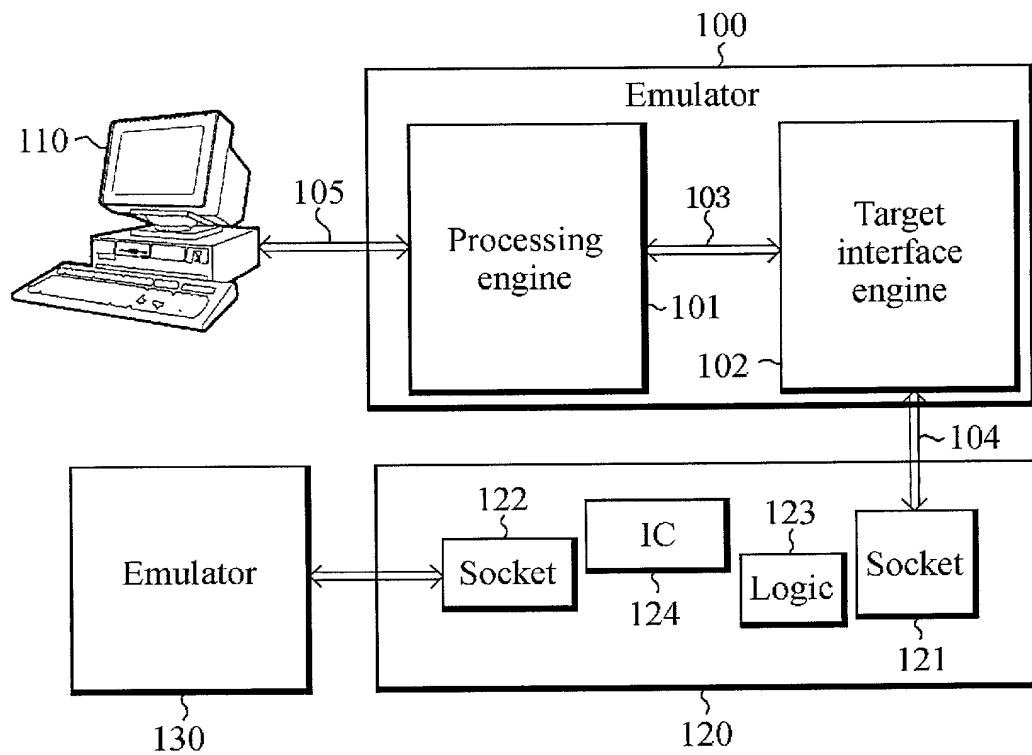 100
Emulator
110
105
Processing
engine
103
Target
interface
engine
101
102
104
122
IC
123
Emulator
Socket
Logic
Socket
124
121
130
120